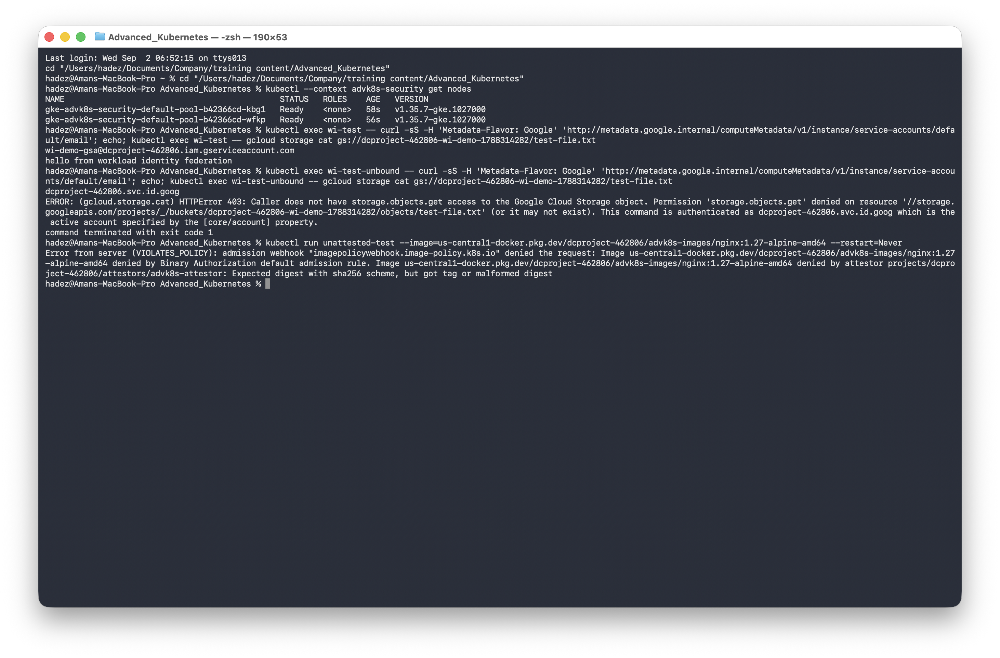 Advanced_Kubernetes — -zsh — 190×53
Last login: Wed Sep  2 06:52:15 on ttys013
cd "/Users/hadez/Documents/Company/training content/Advanced_Kubernetes"
hadez@Amans-MacBook-Pro ~ % cd "/Users/hadez/Documents/Company/training content/Advanced_Kubernetes"
hadez@Amans-MacBook-Pro Advanced_Kubernetes % kubectl --context advk8s-security get nodes
NAME                                             STATUS   ROLES    AGE   VERSION
gke-advk8s-security-default-pool-b42366cd-kbg1   Ready    <none>   58s   v1.35.7-gke.1027000
gke-advk8s-security-default-pool-b42366cd-wfkp   Ready    <none>   56s   v1.35.7-gke.1027000
hadez@Amans-MacBook-Pro Advanced_Kubernetes % kubectl exec wi-test -- curl -sS -H 'Metadata-Flavor: Google' 'http://metadata.google.internal/computeMetadata/v1/instance/service-accounts/defa
ult/email'; echo; kubectl exec wi-test -- gcloud storage cat gs://dcproject-462806-wi-demo-1788314282/test-file.txt
wi-demo-gsa@dcproject-462806.iam.gserviceaccount.com
hello from workload identity federation
hadez@Amans-MacBook-Pro Advanced_Kubernetes % kubectl exec wi-test-unbound -- curl -sS -H 'Metadata-Flavor: Google' 'http://metadata.google.internal/computeMetadata/v1/instance/service-accou
nts/default/email'; echo; kubectl exec wi-test-unbound -- gcloud storage cat gs://dcproject-462806-wi-demo-1788314282/test-file.txt
dcproject-462806.svc.id.goog
ERROR: (gcloud.storage.cat) HTTPError 403: Caller does not have storage.objects.get access to the Google Cloud Storage object. Permission 'storage.objects.get' denied on resource '//storage.
googleapis.com/projects/_/buckets/dcproject-462806-wi-demo-1788314282/objects/test-file.txt' (or it may not exist). This command is authenticated as dcproject-462806.svc.id.goog which is the
 active account specified by the [core/account] property.
command terminated with exit code 1
hadez@Amans-MacBook-Pro Advanced_Kubernetes % kubectl run unattested-test --image=us-central1-docker.pkg.dev/dcproject-462806/advk8s-images/nginx:1.27-alpine-amd64 --restart=Never
Error from server (VIOLATES_POLICY): admission webhook "imagepolicywebhook.image-policy.k8s.io" denied the request: Image us-central1-docker.pkg.dev/dcproject-462806/advk8s-images/nginx:1.27
-alpine-amd64 denied by Binary Authorization default admission rule. Image us-central1-docker.pkg.dev/dcproject-462806/advk8s-images/nginx:1.27-alpine-amd64 denied by attestor projects/dcpro
ject-462806/attestors/advk8s-attestor: Expected digest with sha256 scheme, but got tag or malformed digest
hadez@Amans-MacBook-Pro Advanced_Kubernetes %